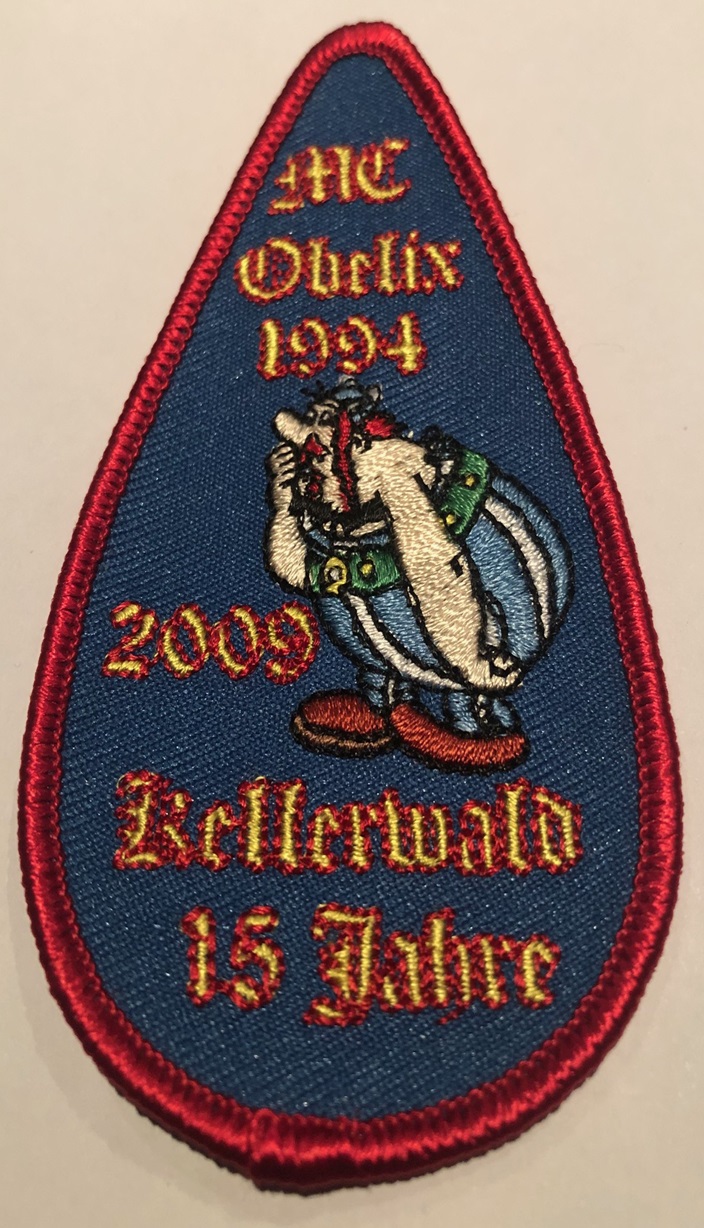 MC
Obelix
1994
2009
Kellerwald
15 Jahre